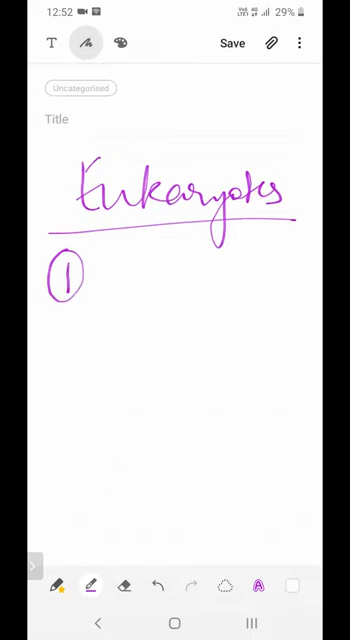 12:52 29%
T Save
Uncategorised
Title
Eukaryotes
1
A